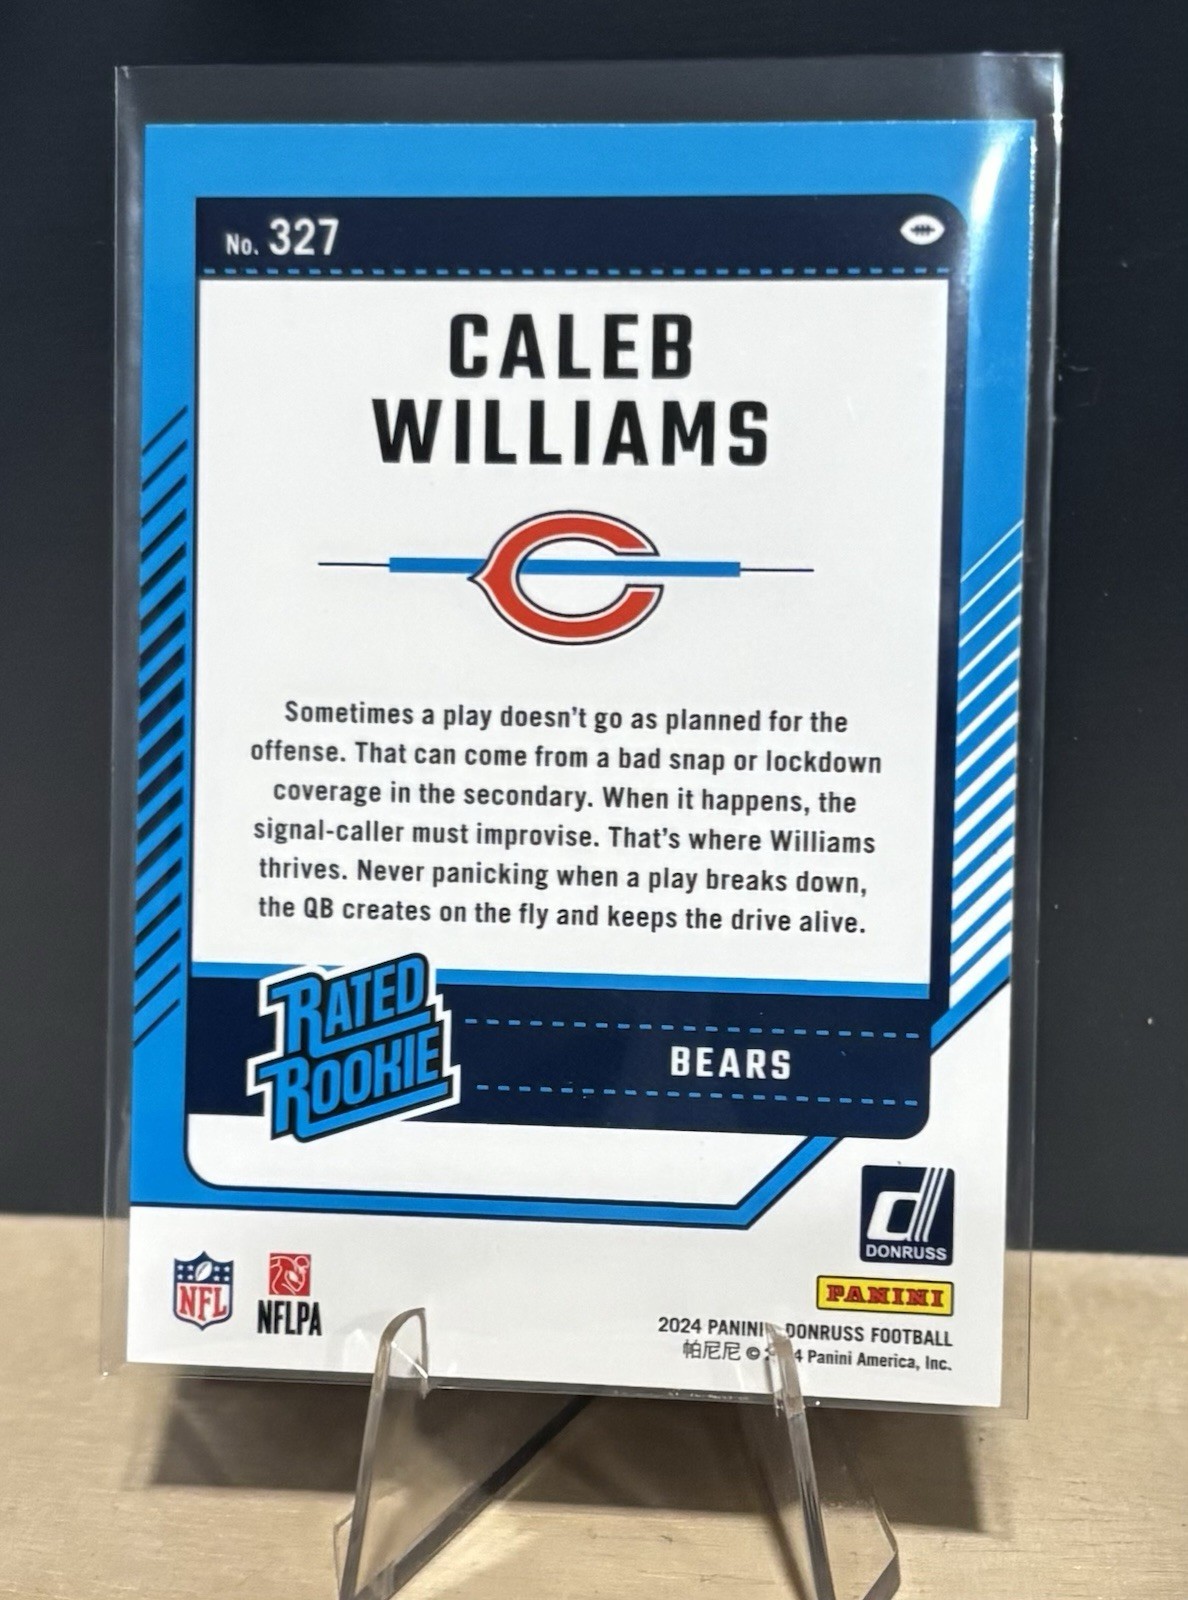 No. 327
CALEB
WILLIAMS
Sometimes a play doesn't go as planned for the
offense. That can come from a bad snap or lockdown
coverage in the secondary. When it happens, the
signal-caller must improvise. That's where Williams
thrives. Never panicking when a play breaks down,
the QB creates on the fly and keeps the drive alive.
RATED
ROOKIE
BEARS
d
DONRUSS
PANINI
NFL
NFLPA
2024 PANINI DONRUSS FOOTBALL
帕尼尼 © Panini America, Inc.